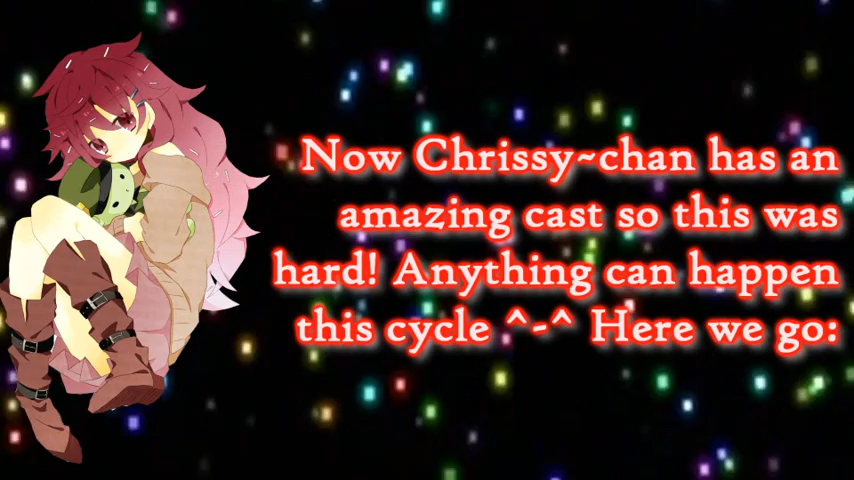 Now Chrissy~chan has an
amazing cast so this was
hard! Anything can happen
this cycle ^-^ Here we go: